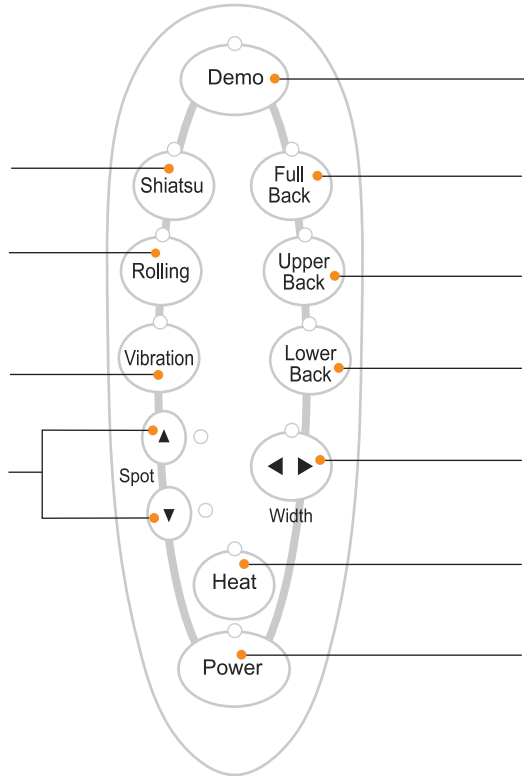 Demo
Shiatsu
Full
Back
Rolling
Upper
Back
Vibration
Lower
Back
▲
Spot
▼
◀ ▶
Width
Heat
Power